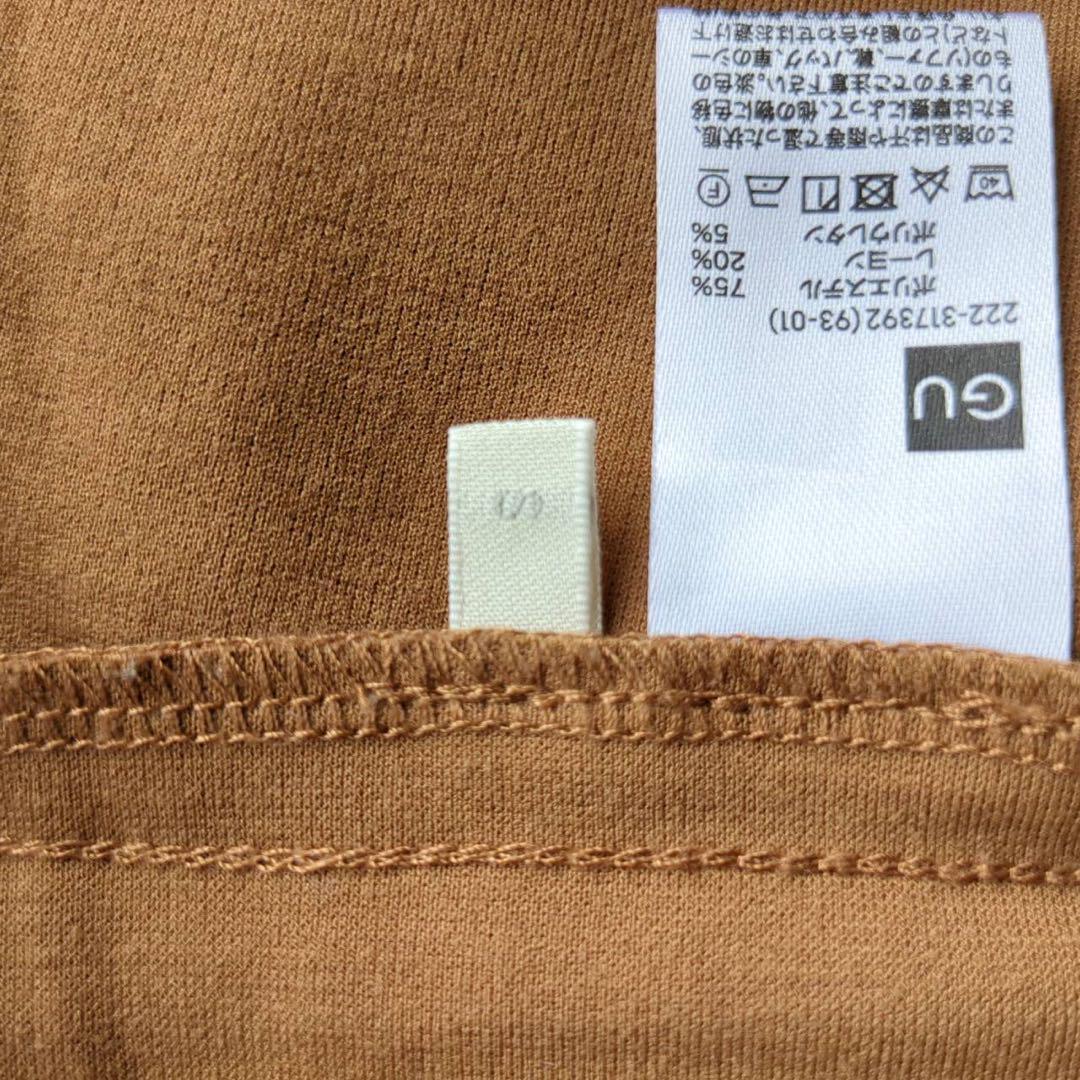 GU
222-317392 (93-01)
ポリエステル 75%
レーヨン 20%
ポリウレタン 5%
40 F
この商品は汗や雨等で湿った状態、
または摩擦によって、他の物に色移
りしますのでご注意下さい。淡色の
もの(ソファー、靴、バッグ、車のシー
トなど)との組み合わせはお避け下